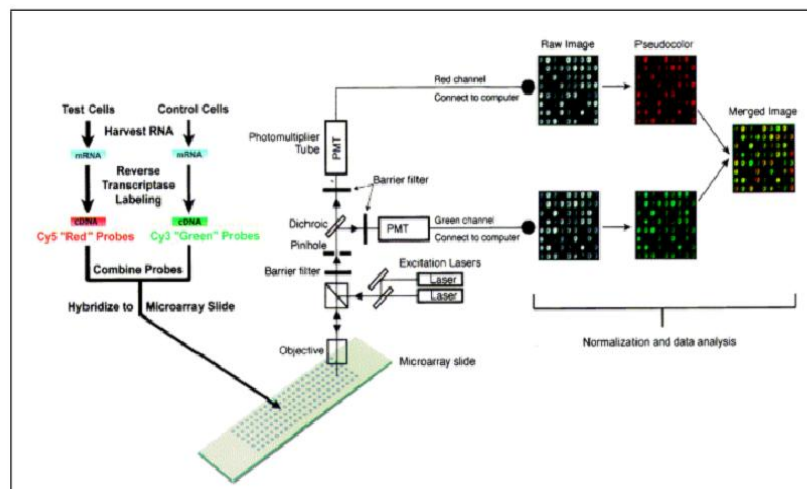 Test Cells
Control Cells
Harvest RNA
mRNA
mRNA
Reverse
Transcriptase
Labeling
cDNA
cDNA
Cy5 "Red" Probes
Cy3 "Green" Probes
Combine Probes
Hybridize to
Microarray Slide
Photomultiplier
Tube
PMT
Barrier filter
Dichroic
PMT
Pinhole
Barrier filter
Excitation Lasers
Laser
Laser
Objective
Microarray slide
Red channel
Connect to computer
Green channel
Connect to computer
Raw Image
Pseudocolor
Merged Image
Normalization and data analysis